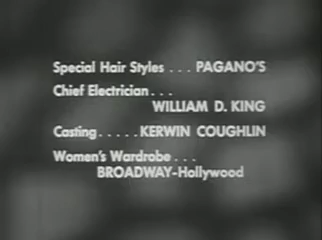 Special Hair Styles . . . PAGANO'S
Chief Electrician . . .
WILLIAM D. KING
Casting . . . . . KERWIN COUGHLIN
Women's Wardrobe . . .
BROADWAY-Hollywood